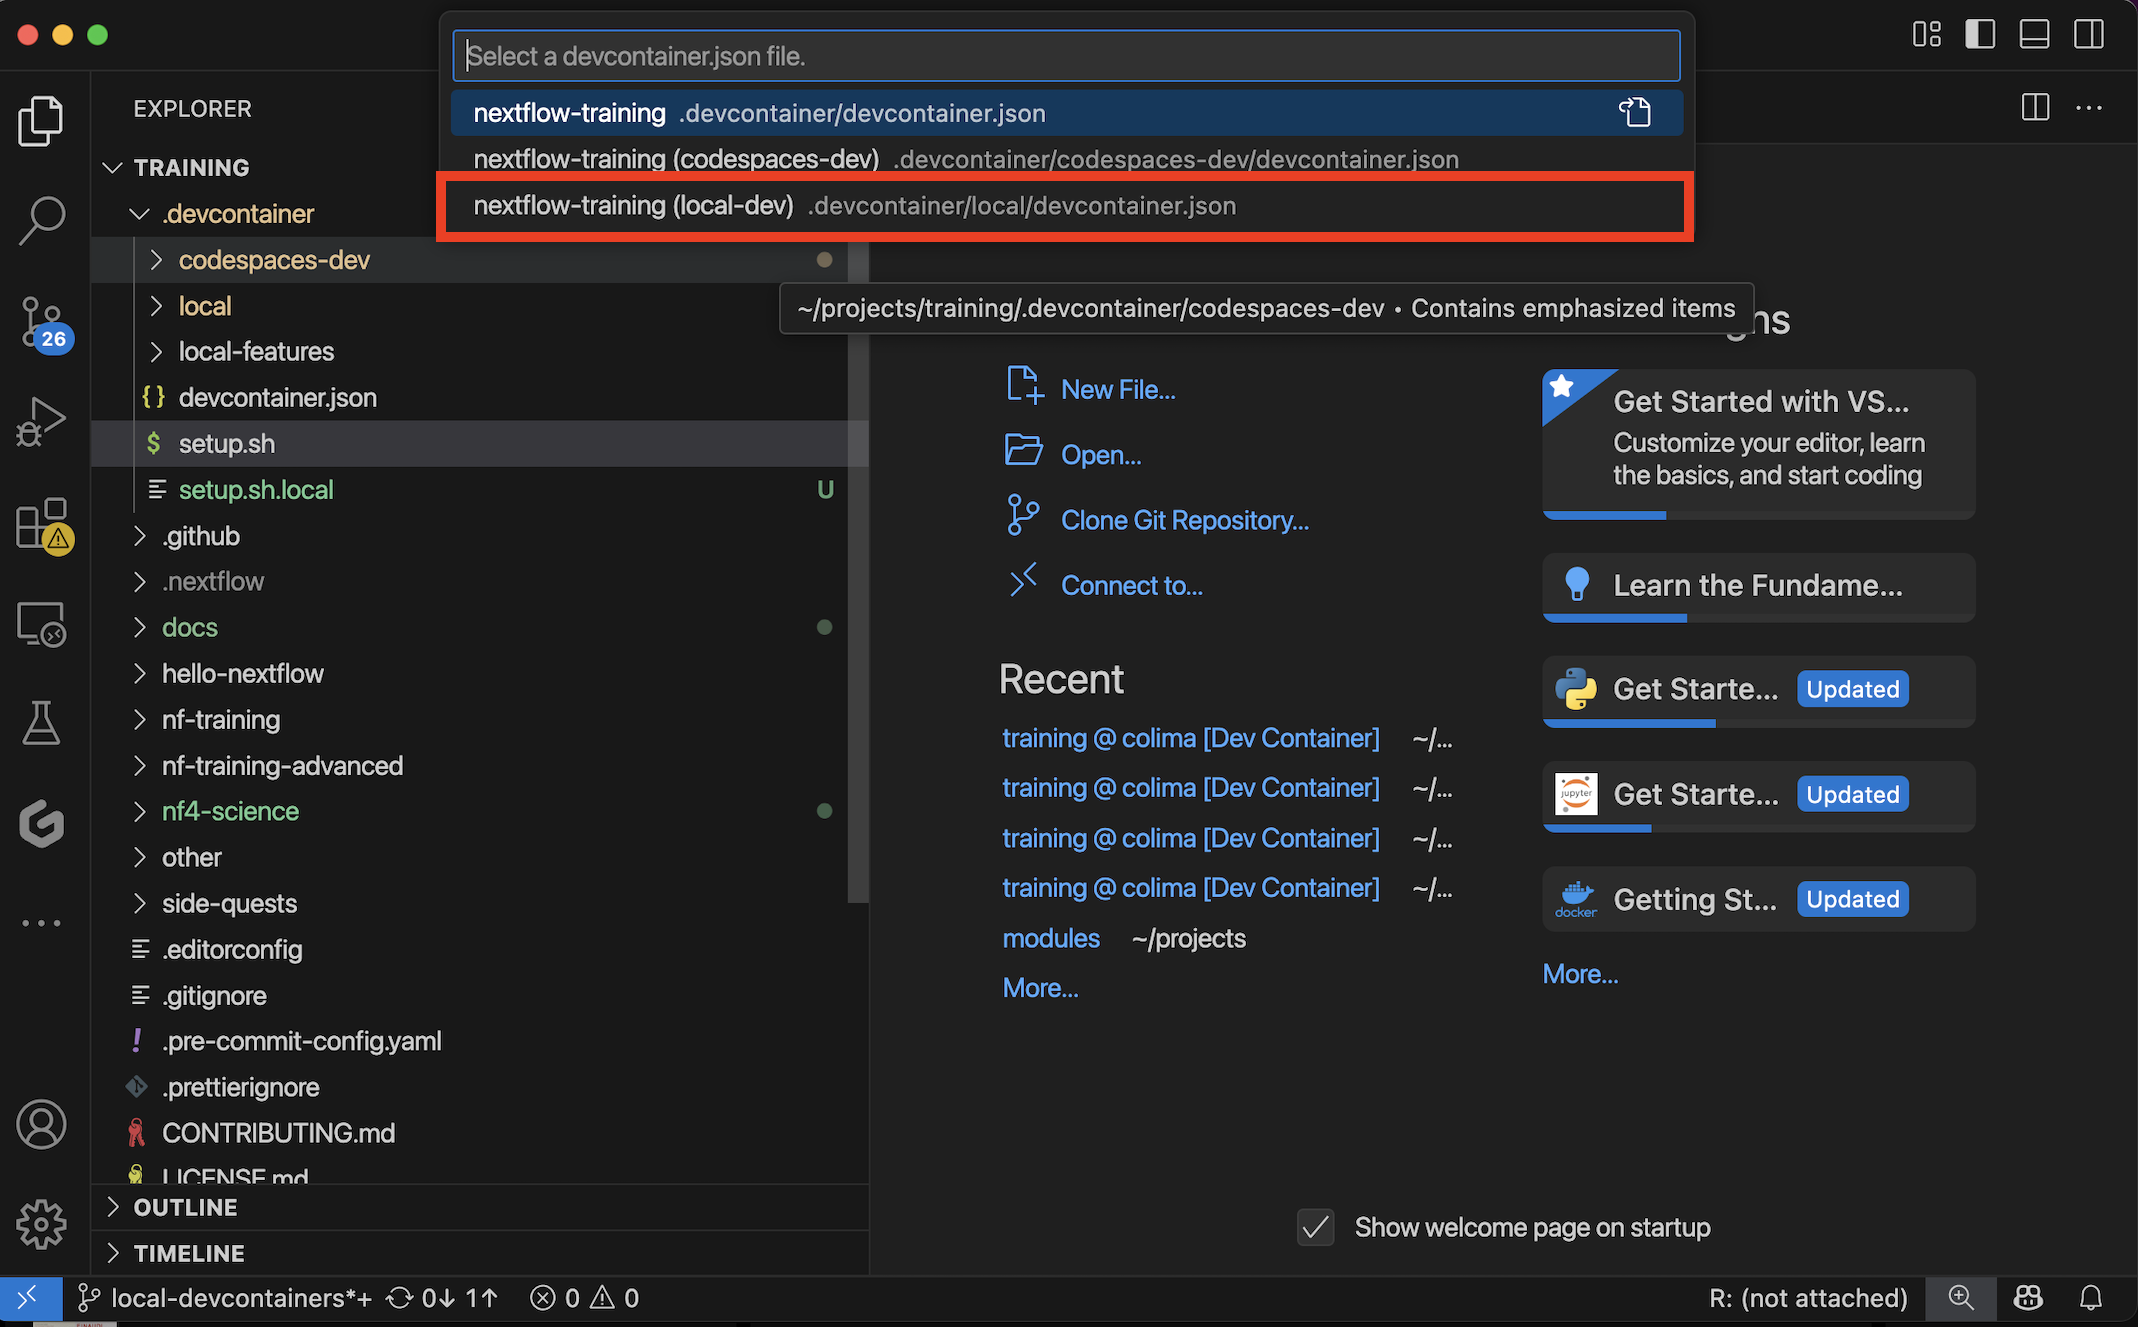 Select a devcontainer.json file.
nextflow-training .devcontainer/devcontainer.json
nextflow-training (codespaces-dev) .devcontainer/codespaces-dev/devcontainer.json
nextflow-training (local-dev) .devcontainer/local/devcontainer.json
EXPLORER
TRAINING
.devcontainer
codespaces-dev
local
local-features
{} devcontainer.json
$ setup.sh
setup.sh.local U
.github
.nextflow
docs
hello-nextflow
nf-training
nf-training-advanced
nf4-science
other
side-quests
.editorconfig
.gitignore
! .pre-commit-config.yaml
.prettierignore
CONTRIBUTING.md
LICENSE.md
OUTLINE
TIMELINE
26
~/projects/training/.devcontainer/codespaces-dev • Contains emphasized items
New File...
Open...
Clone Git Repository...
Connect to...
Recent
training @ colima [Dev Container] ~/...
training @ colima [Dev Container] ~/...
training @ colima [Dev Container] ~/...
training @ colima [Dev Container] ~/...
modules ~/projects
More...
Get Started with VS...
Customize your editor, learn
the basics, and start coding
Learn the Fundame...
Get Starte... Updated
jupyter Get Starte... Updated
docker Getting St... Updated
More...
Show welcome page on startup
local-devcontainers*+ 0↓ 1↑ 0 0
R: (not attached)